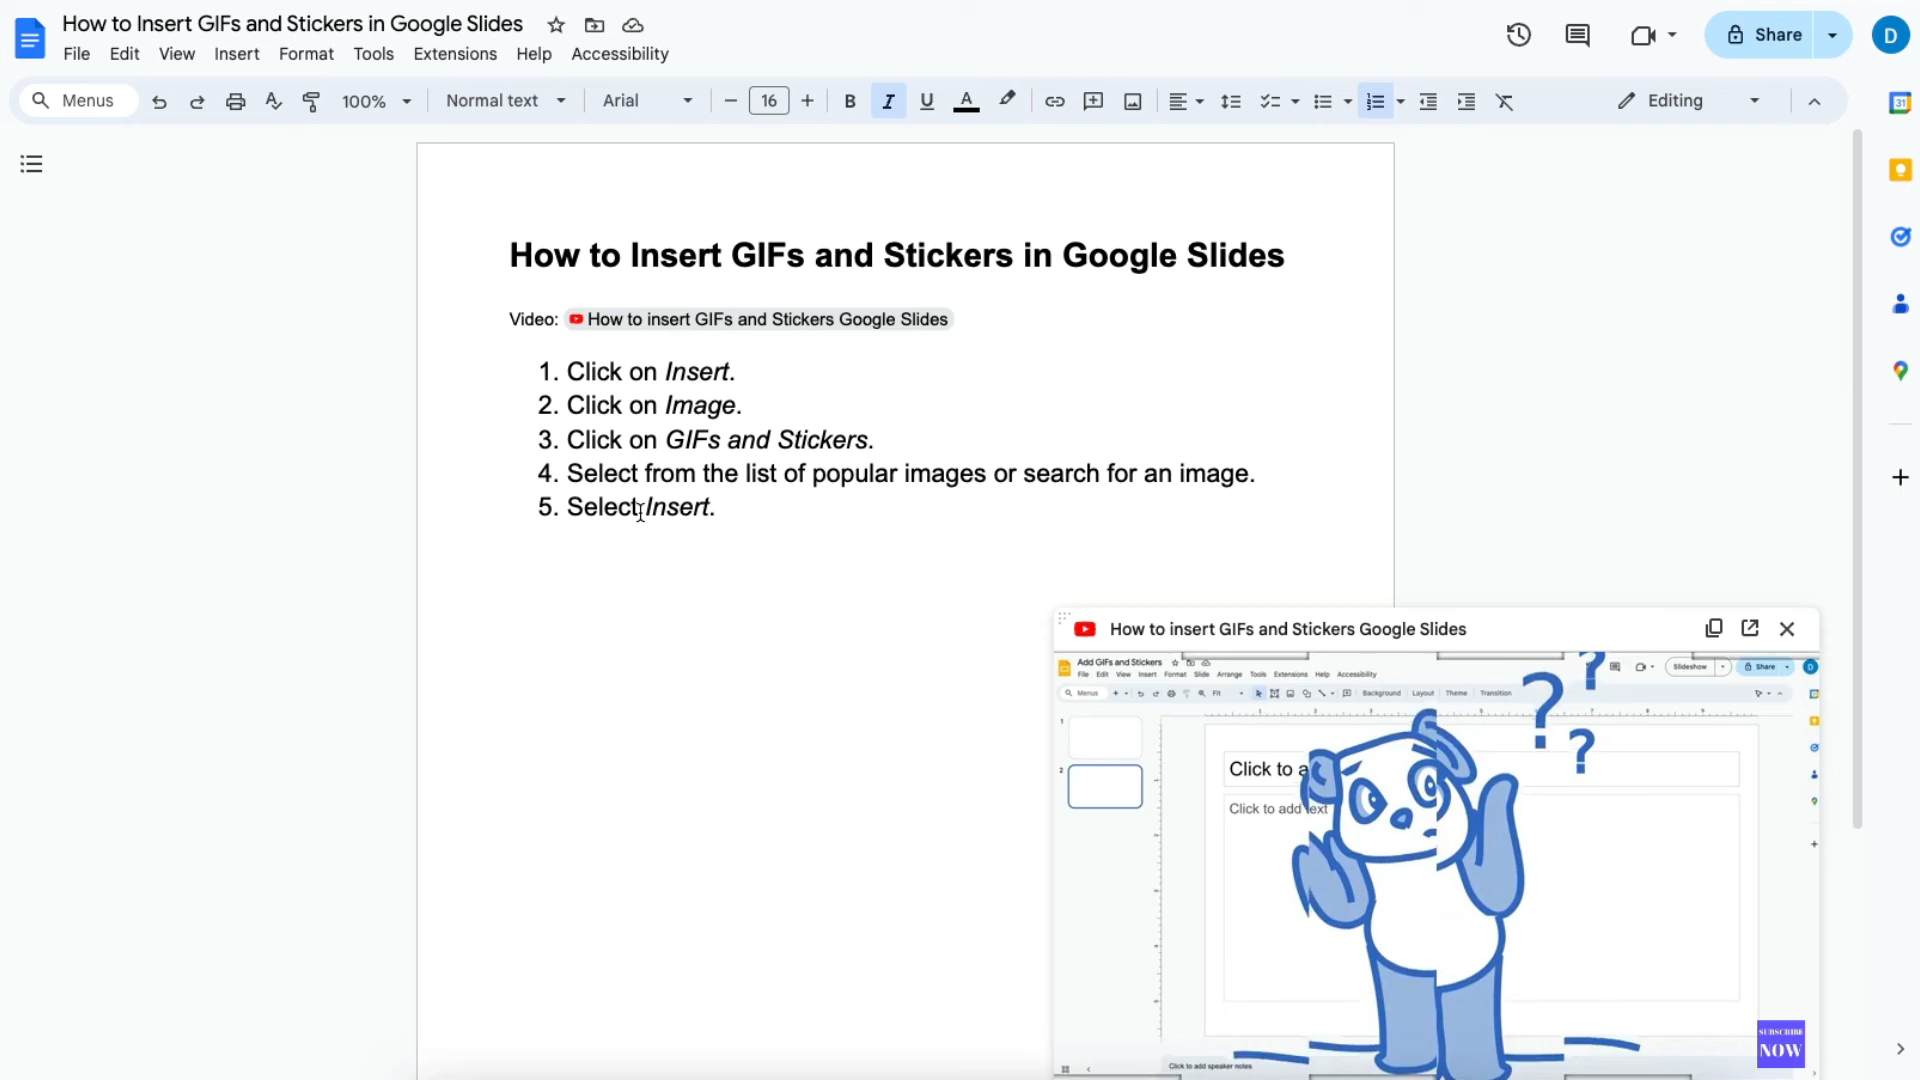 How to Insert GIFs and Stickers in Google Slides
File Edit View Insert Format Tools Extensions Help Accessibility
Share
D
Menus 100% Normal text Arial 16 B I U A Editing
31
How to Insert GIFs and Stickers in Google Slides
Video: How to insert GIFs and Stickers Google Slides
1. Click on Insert.
2. Click on Image.
3. Click on GIFs and Stickers.
4. Select from the list of popular images or search for an image.
5. Select Insert.
How to insert GIFs and Stickers Google Slides
Add GIFs and Stickers
File Edit View Insert Format Slide Arrange Tools Extensions Help Accessibility
Slideshow Share D
Menus Fit Background Layout Theme Transition
1
2
? ? ?
Click to a
Click to add text
Click to add speaker notes
SUBSCRIBE
NOW